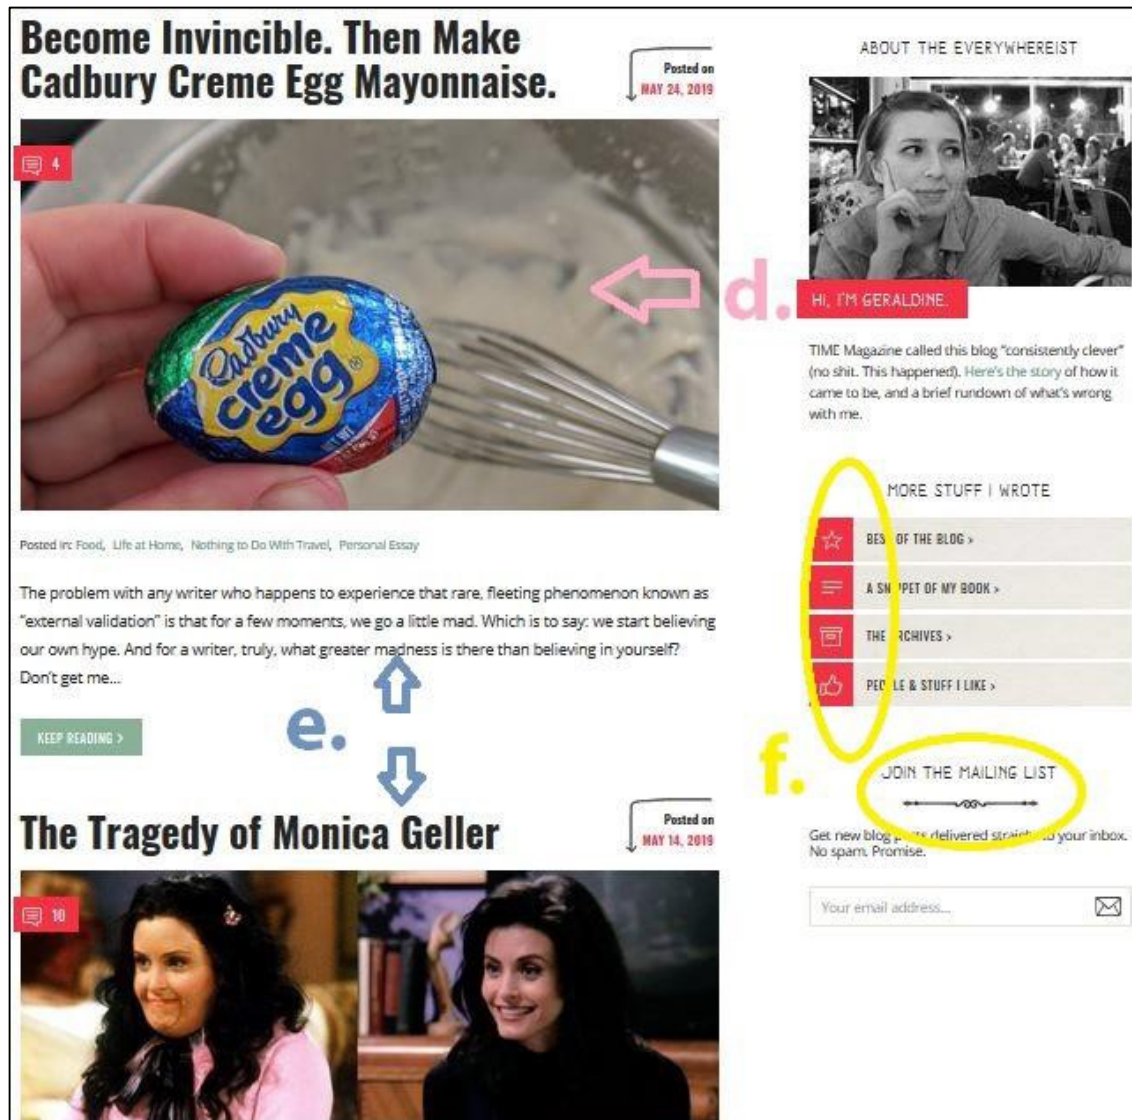 Become Invincible. Then Make
Cadbury Creme Egg Mayonnaise.
Posted on
MAY 24, 2019
4
Cadbury
creme
egg
d.
Posted in: Food, Life at Home, Nothing to Do With Travel, Personal Essay
The problem with any writer who happens to experience that rare, fleeting phenomenon known as
"external validation" is that for a few moments, we go a little mad. Which is to say: we start believing
our own hype. And for a writer, truly, what greater madness is there than believing in yourself?
Don't get me...
e.
KEEP READING >
The Tragedy of Monica Geller
Posted on
MAY 14, 2019
10
ABOUT THE EVERYWHEREIST
HI, I'M GERALDINE.
TIME Magazine called this blog "consistently clever"
(no shit. This happened). Here's the story of how it
came to be, and a brief rundown of what's wrong
with me.
MORE STUFF I WROTE
BEST OF THE BLOG >
A SNIPPET OF MY BOOK >
THE ARCHIVES >
PEOPLE & STUFF I LIKE >
f.
JOIN THE MAILING LIST
Get new blog posts delivered straight to your inbox.
No spam. Promise.
Your email address...